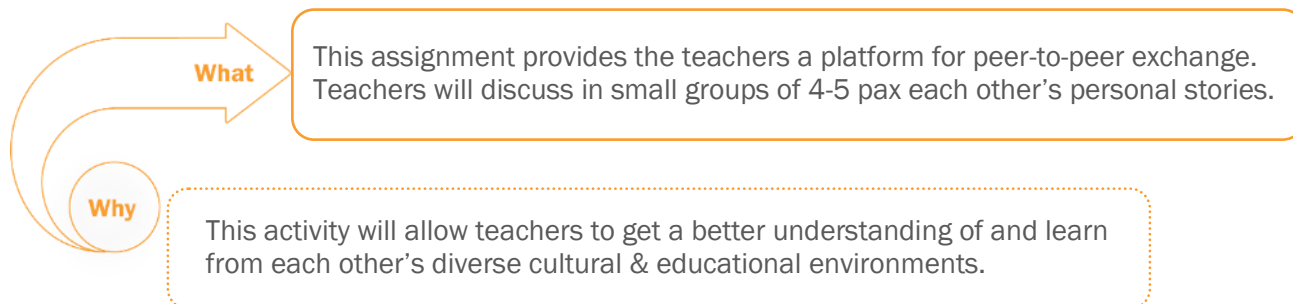 What
This assignment provides the teachers a platform for peer-to-peer exchange.
Teachers will discuss in small groups of 4-5 pax each other’s personal stories.
Why
This activity will allow teachers to get a better understanding of and learn
from each other’s diverse cultural & educational environments.